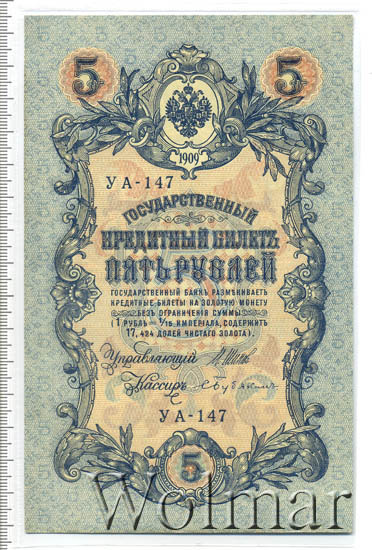 5 5
1909
УА-147
ГОСУДАРСТВЕННЫЙ
КРЕДИТНЫЙ БИЛЕТЪ
ПЯТЬ РУБЛЕЙ
ГОСУДАРСТВЕННЫЙ БАНКЪ РАЗМѢНИВАЕТЪ
КРЕДИТНЫЕ БИЛЕТЫ НА ЗОЛОТУЮ МОНЕТУ
БЕЗЪ ОГРАНИЧЕНІЯ СУММЫ
(1 РУБЛЬ = 1/15 ИМПЕРІАЛА, СОДЕРЖИТЪ
17,424 ДОЛЕЙ ЧИСТАГО ЗОЛОТА).
Управляющій
Кассиръ
УА-147
5
Wolmar